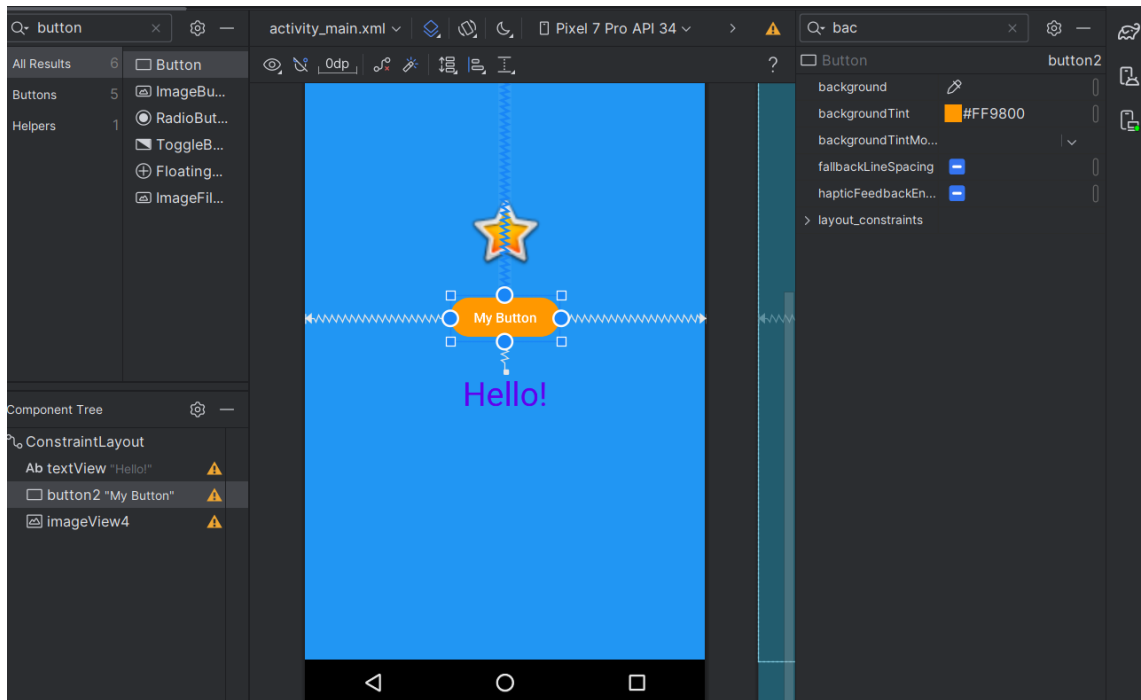 button
All Results 6
Buttons 5
Helpers 1
Button
ImageBu...
RadioBut...
ToggleB...
Floating...
ImageFil...
Component Tree
ConstraintLayout
Ab textView "Hello!"
button2 "My Button"
imageView4
activity_main.xml
Pixel 7 Pro API 34
0dp
?
My Button
Hello!
bac
Button button2
background
backgroundTint #FF9800
backgroundTintMo...
fallbackLineSpacing
hapticFeedbackEn...
layout_constraints